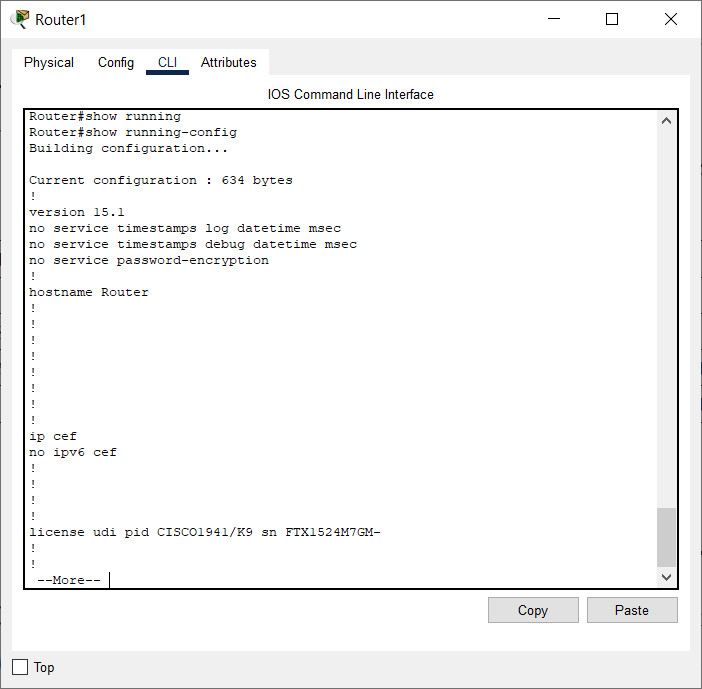 Router1
Physical Config CLI Attributes
IOS Command Line Interface
Router#show running
Router#show running-config
Building configuration...
Current configuration : 634 bytes
!
version 15.1
no service timestamps log datetime msec
no service timestamps debug datetime msec
no service password-encryption
!
hostname Router
!
!
!
!
!
!
!
!
ip cef
no ipv6 cef
!
!
!
!
license udi pid CISCO1941/K9 sn FTX1524M7GM-
!
!
--More--
Copy Paste
Top